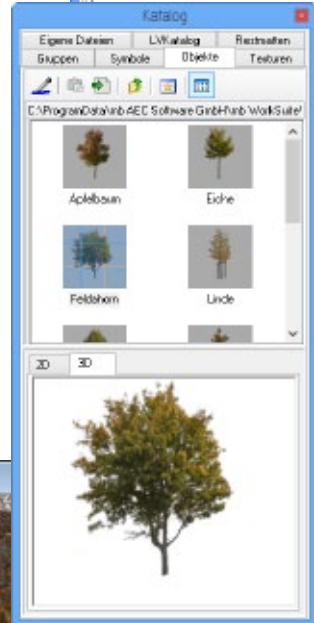 Katalog
Eigene Dateien LVKatalog Restmatten
Gruppen Symbole Objekte Texturen
C:\ProgramData\mb AEC Software GmbH\mb WorkSuite\
Apfelbaum Eiche
Feldahorn Linde
2D 3D